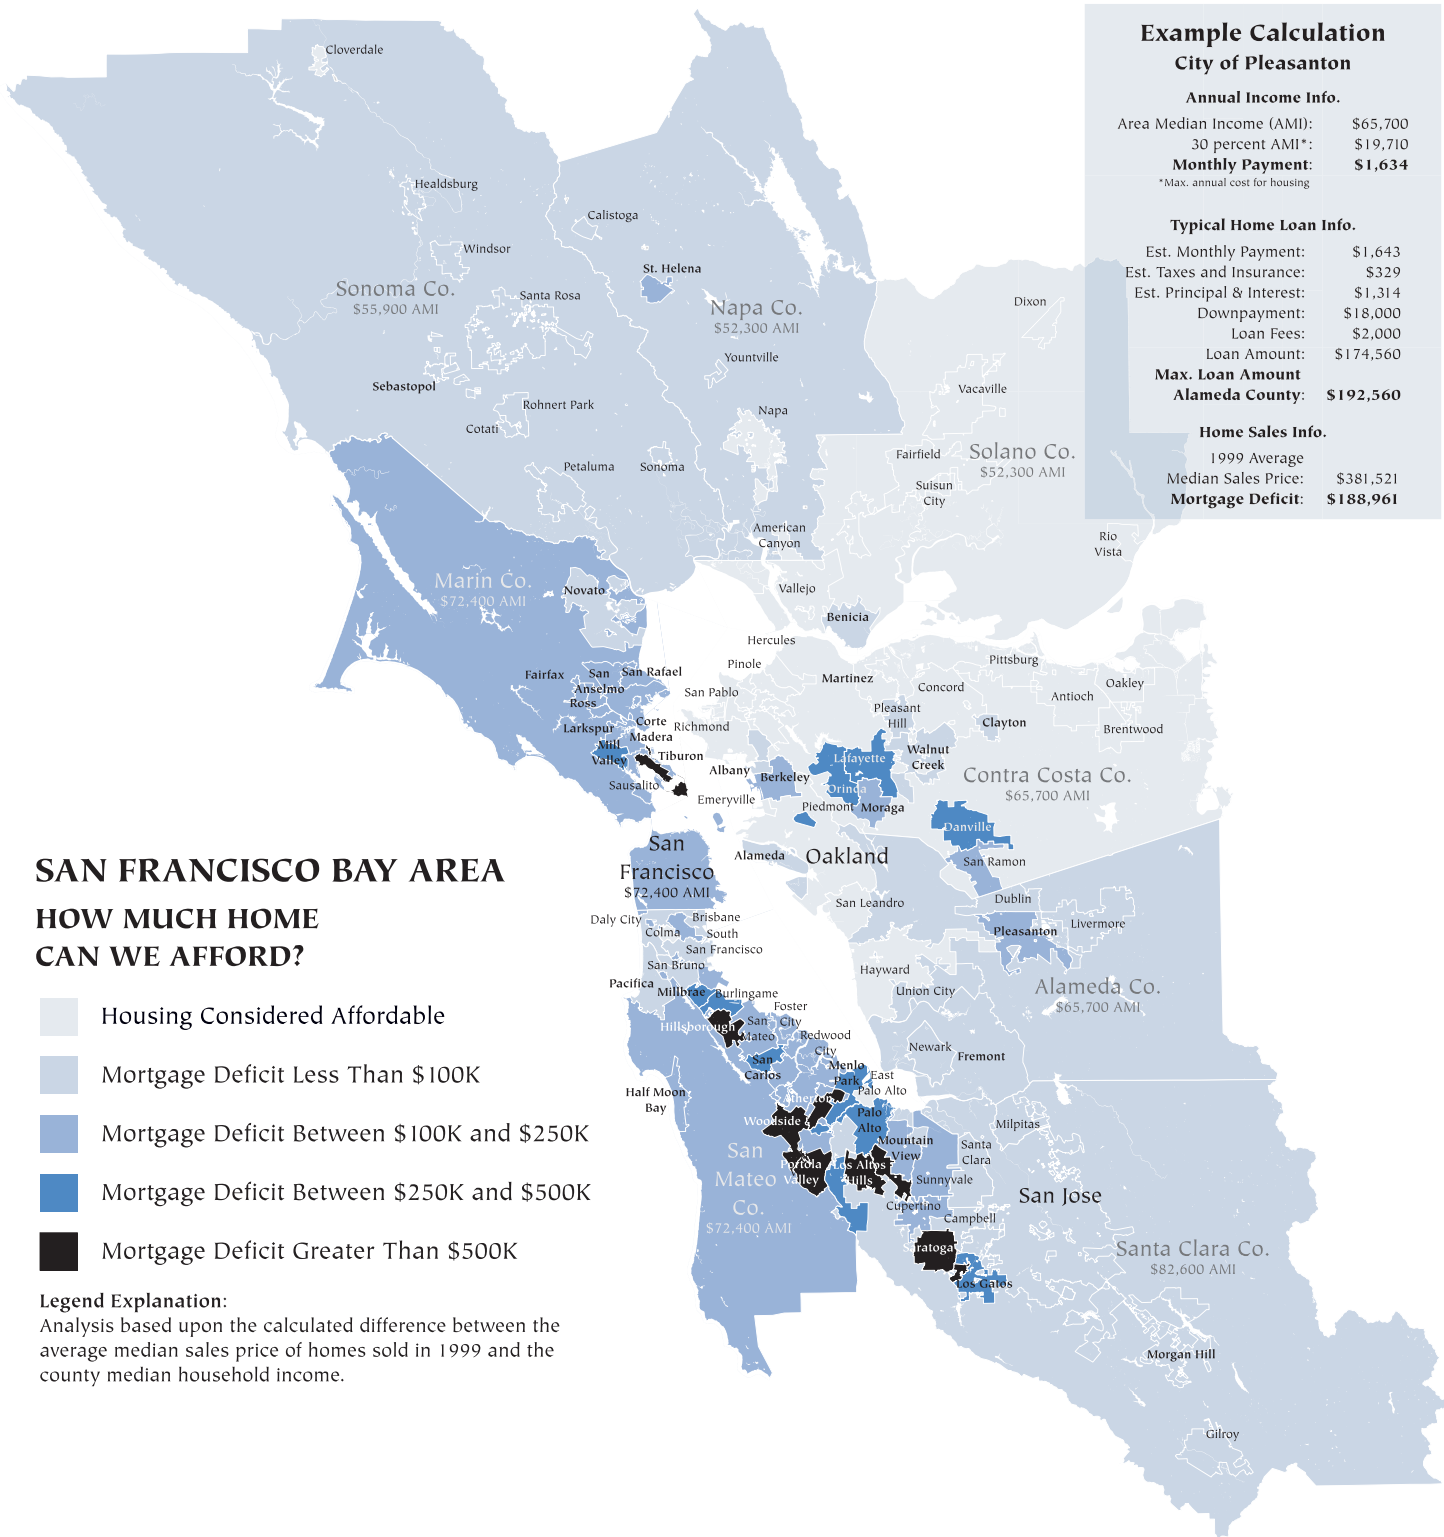 Example Calculation
City of Pleasanton
Annual Income Info.
Area Median Income (AMI): $65,700
30 percent AMI*: $19,710
Monthly Payment: $1,634
*Max. annual cost for housing
Typical Home Loan Info.
Est. Monthly Payment: $1,643
Est. Taxes and Insurance: $329
Est. Principal & Interest: $1,314
Downpayment: $18,000
Loan Fees: $2,000
Loan Amount: $174,560
Max. Loan Amount
Alameda County: $192,560
Home Sales Info.
1999 Average
Median Sales Price: $381,521
Mortgage Deficit: $188,961
Cloverdale
Healdsburg
Windsor
Sonoma Co.
$55,900 AMI
Santa Rosa
Sebastopol
Rohnert Park
Cotati
Petaluma
Sonoma
Calistoga
St. Helena
Napa Co.
$52,300 AMI
Yountville
Napa
American
Canyon
Dixon
Vacaville
Solano Co.
$52,300 AMI
Fairfield
Suisun
City
Rio
Vista
Vallejo
Benicia
Marin Co.
$72,400 AMI
Novato
Fairfax
San
Anselmo
San Rafael
Ross
Larkspur
Corte
Madera
Mill
Valley
Tiburon
Sausalito
Hercules
Pinole
San Pablo
Richmond
Martinez
Concord
Pittsburg
Antioch
Oakley
Brentwood
Pleasant
Hill
Clayton
Walnut
Creek
Lafayette
Orinda
Moraga
Contra Costa Co.
$65,700 AMI
Albany
Berkeley
Emeryville
Piedmont
Danville
San Ramon
Alameda
Oakland
San Leandro
Dublin
Pleasanton
Livermore
Hayward
Union City
Alameda Co.
$65,700 AMI
Newark
Fremont
San
Francisco
$72,400 AMI
Daly City
Brisbane
Colma
South
San Francisco
San Bruno
Pacifica
Millbrae
Burlingame
Hillsborough
San
Mateo
Foster
City
Redwood
City
San
Carlos
Menlo
Park
East
Palo Alto
Half Moon
Bay
Atherton
Woodside
Palo
Alto
Portola
Valley
Los Altos
Hills
Mountain
View
Santa
Clara
Sunnyvale
Milpitas
San
Mateo
Co.
$72,400 AMI
Cupertino
Campbell
San Jose
Saratoga
Los Gatos
Santa Clara Co.
$82,600 AMI
Morgan Hill
Gilroy
SAN FRANCISCO BAY AREA
HOW MUCH HOME
CAN WE AFFORD?
Housing Considered Affordable
Mortgage Deficit Less Than $100K
Mortgage Deficit Between $100K and $250K
Mortgage Deficit Between $250K and $500K
Mortgage Deficit Greater Than $500K
Legend Explanation:
Analysis based upon the calculated difference between the
average median sales price of homes sold in 1999 and the
county median household income.